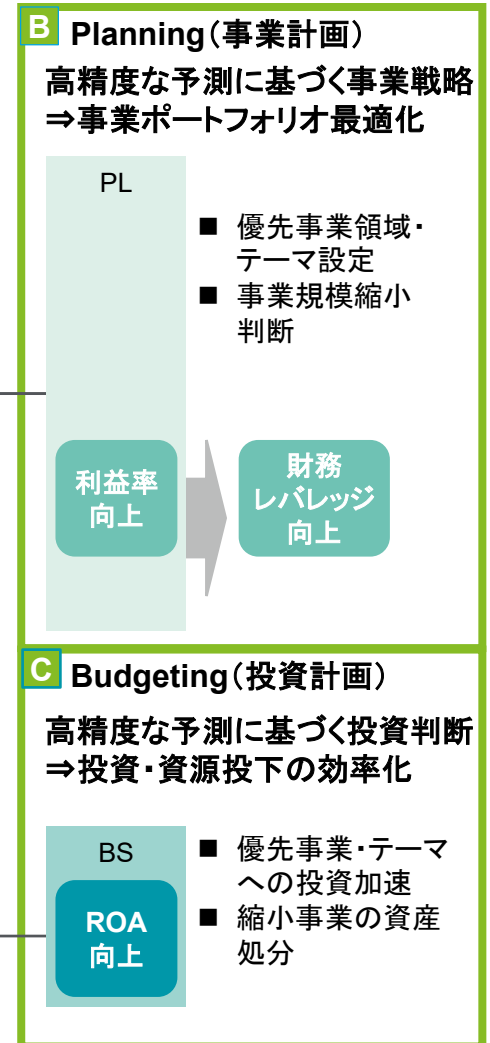 B Planning（事業計画）
高精度な予測に基づく事業戦略
⇒事業ポートフォリオ最適化
PL
■ 優先事業領域・
テーマ設定
■ 事業規模縮小
判断
利益率
向上
財務
レバレッジ
向上
C Budgeting（投資計画）
高精度な予測に基づく投資判断
⇒投資・資源投下の効率化
BS
ROA
向上
■ 優先事業・テーマ
への投資加速
■ 縮小事業の資産
処分